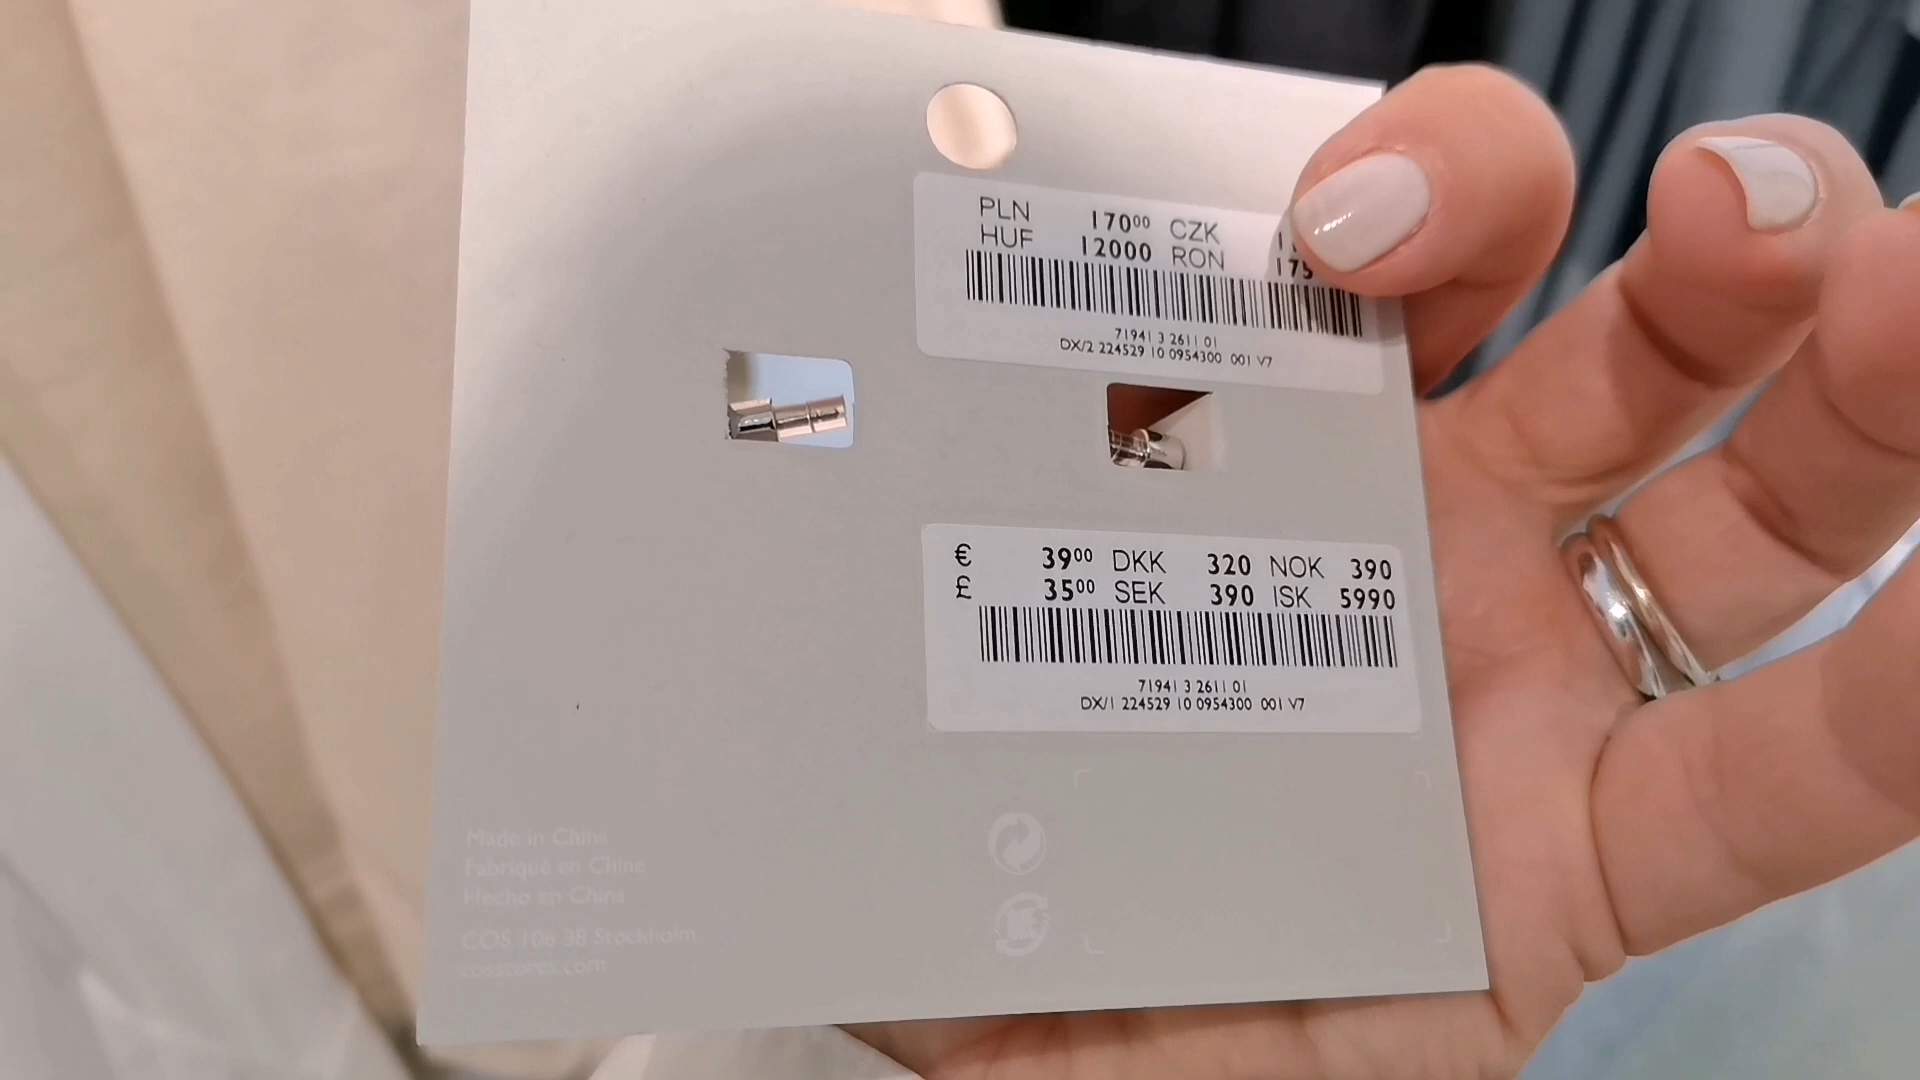 PLN 170⁰⁰ CZK
HUF 12000 RON 175
71941 3 2611 01
DX/2 224529 10 0954300 001 V7
€ 39⁰⁰ DKK 320 NOK 390
£ 35⁰⁰ SEK 390 ISK 5990
71941 3 2611 01
DX/1 224529 10 0954300 001 V7
Made in China
Fabriqué en Chine
Hecho en China
COS 106 38 Stockholm
cosstores.com